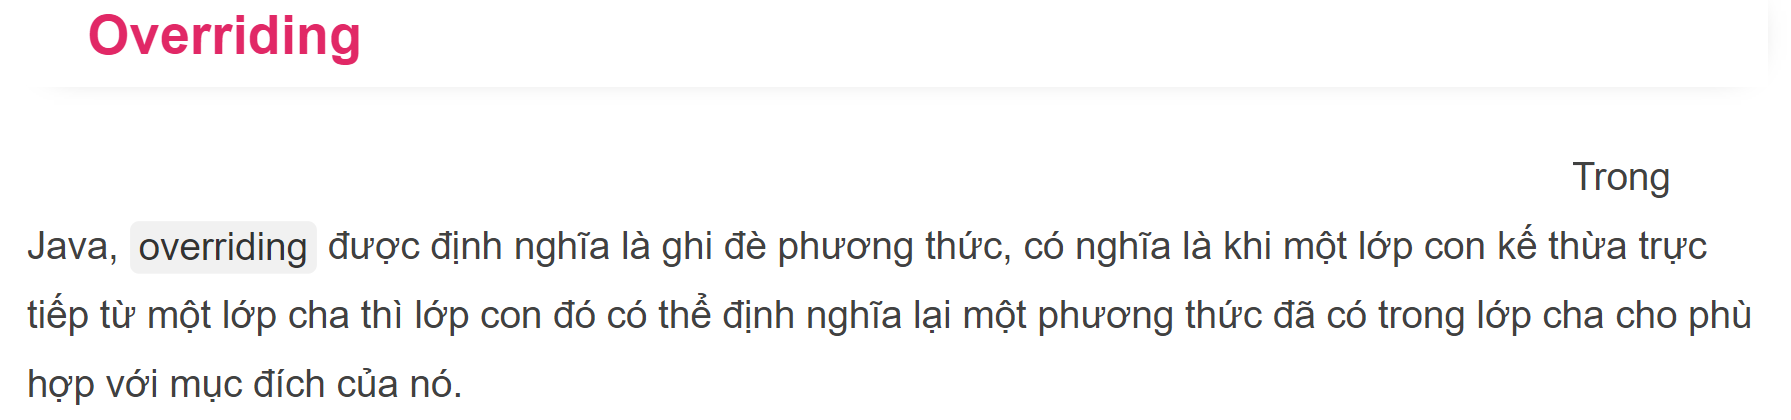 Overriding
Trong
Java, overriding được định nghĩa là ghi đè phương thức, có nghĩa là khi một lớp con kế thừa trực
tiếp từ một lớp cha thì lớp con đó có thể định nghĩa lại một phương thức đã có trong lớp cha cho phù
hợp với mục đích của nó.